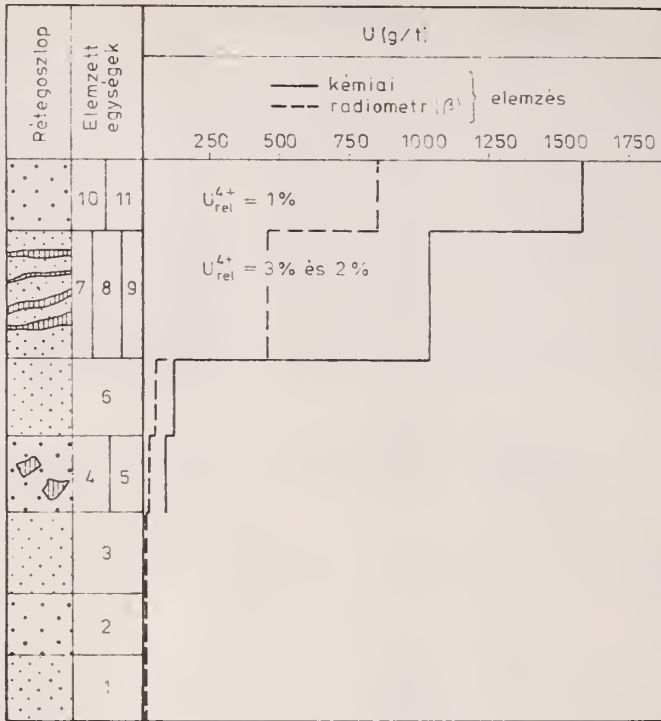 Rétegoszlop
Elemzett
egységek
U (g/t)
kémiai
radiometr (β)
elemzés
250 500 750 1000 1250 1500 1750
10 11
U⁴⁺rel = 1%
7 8 9
U⁴⁺rel = 3% és 2%
6
4 5
3
2
1